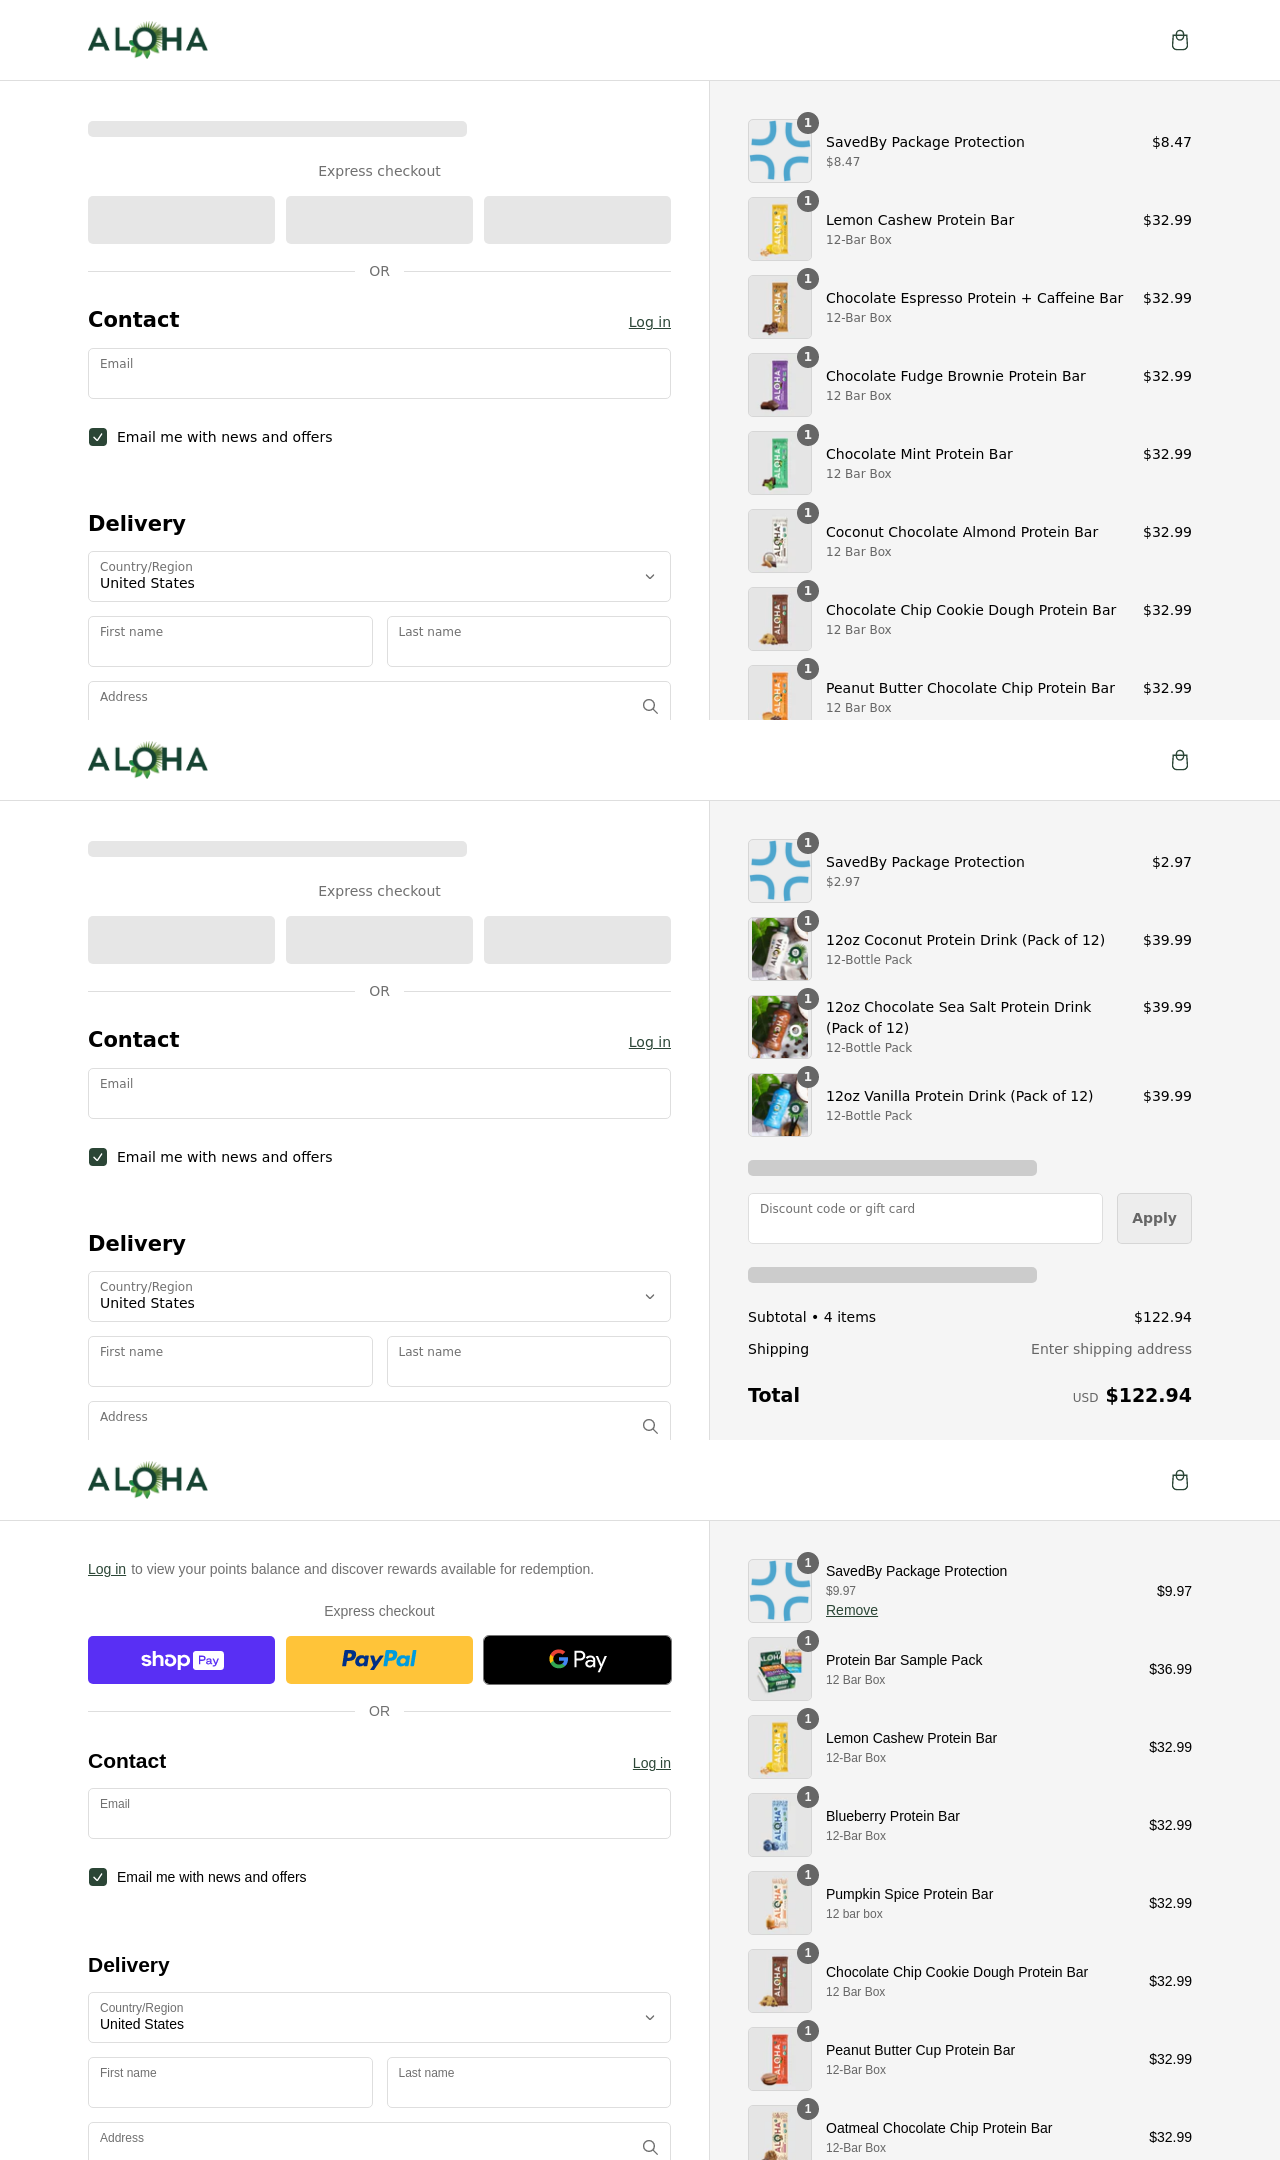 ALOHA
Express checkout
OR
Contact
Log in
Email
Email me with news and offers
Delivery
Country/Region
United States
First name
Last name
Address
1
SavedBy Package Protection
$8.47
$8.47
1
Lemon Cashew Protein Bar
$32.99
12-Bar Box
1
Chocolate Espresso Protein + Caffeine Bar
$32.99
12-Bar Box
1
Chocolate Fudge Brownie Protein Bar
$32.99
12 Bar Box
1
Chocolate Mint Protein Bar
$32.99
12 Bar Box
1
Coconut Chocolate Almond Protein Bar
$32.99
12 Bar Box
1
Chocolate Chip Cookie Dough Protein Bar
$32.99
12 Bar Box
1
Peanut Butter Chocolate Chip Protein Bar
$32.99
12 Bar Box
ALOHA
Express checkout
OR
Contact
Log in
Email
Email me with news and offers
Delivery
Country/Region
United States
First name
Last name
Address
1
SavedBy Package Protection
$2.97
$2.97
1
12oz Coconut Protein Drink (Pack of 12)
$39.99
12-Bottle Pack
1
12oz Chocolate Sea Salt Protein Drink
(Pack of 12)
$39.99
12-Bottle Pack
1
12oz Vanilla Protein Drink (Pack of 12)
$39.99
12-Bottle Pack
Discount code or gift card
Apply
Subtotal • 4 items
$122.94
Shipping
Enter shipping address
Total
USD $122.94
ALOHA
Log in to view your points balance and discover rewards available for redemption.
Express checkout
shop Pay
PayPal
G Pay
OR
Contact
Log in
Email
Email me with news and offers
Delivery
Country/Region
United States
First name
Last name
Address
1
SavedBy Package Protection
$9.97
Remove
$9.97
1
Protein Bar Sample Pack
$36.99
12 Bar Box
1
Lemon Cashew Protein Bar
$32.99
12-Bar Box
1
Blueberry Protein Bar
$32.99
12-Bar Box
1
Pumpkin Spice Protein Bar
$32.99
12 bar box
1
Chocolate Chip Cookie Dough Protein Bar
$32.99
12 Bar Box
1
Peanut Butter Cup Protein Bar
$32.99
12-Bar Box
1
Oatmeal Chocolate Chip Protein Bar
$32.99
12-Bar Box